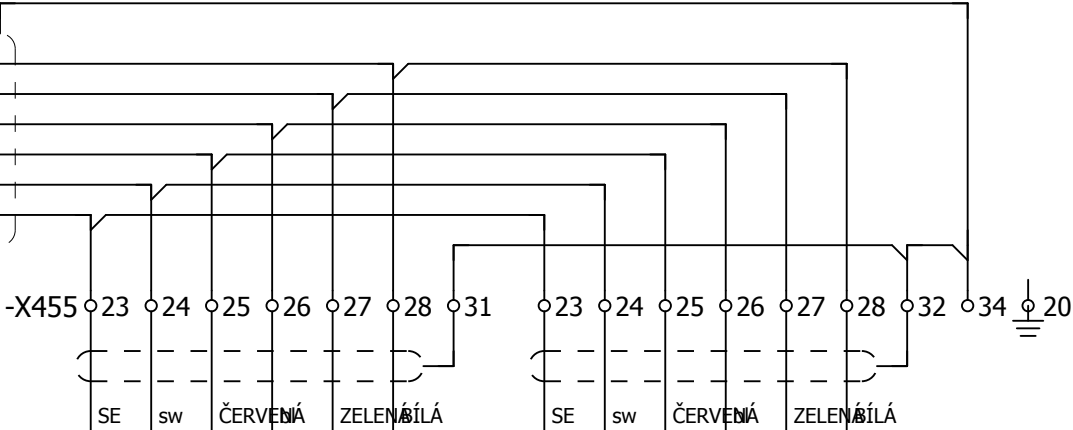 -X455 23 24 25 26 27 28 31 23 24 25 26 27 28 32 34 20
SE sw ČERVENÁ ZELENÁ BÍLÁ SE sw ČERVENÁ ZELENÁ BÍLÁ